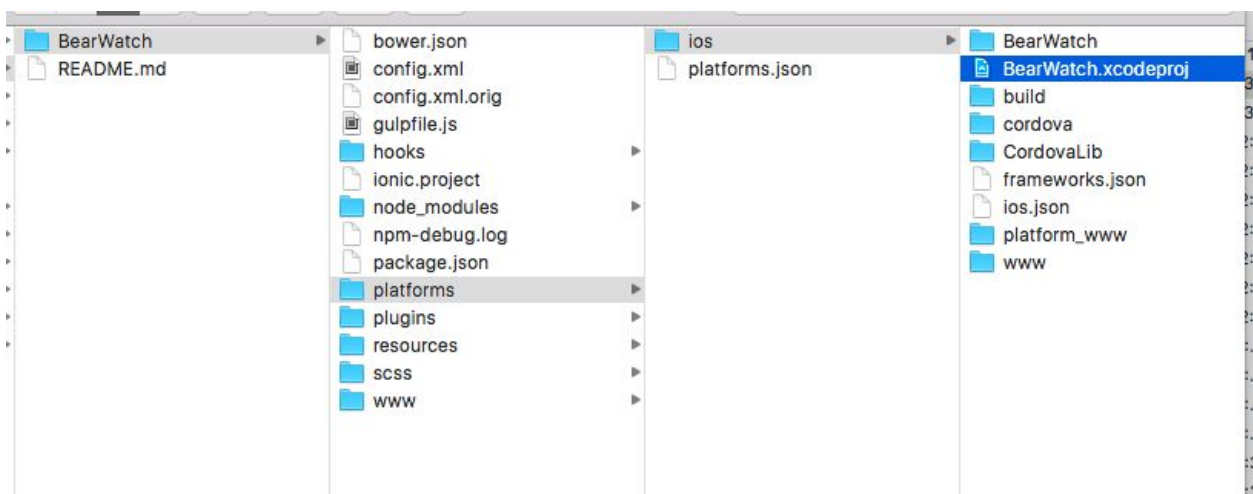 BearWatch
README.md
bower.json
config.xml
config.xml.orig
gulpfile.js
hooks
ionic.project
node_modules
npm-debug.log
package.json
platforms
plugins
resources
scss
www
ios
platforms.json
BearWatch
BearWatch.xcodeproj
build
cordova
CordovaLib
frameworks.json
ios.json
platform_www
www